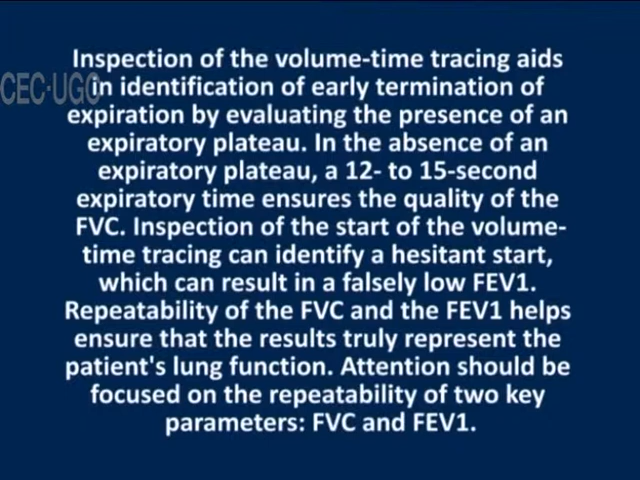 Inspection of the volume-time tracing aids
CEC-UGC
in identification of early termination of
expiration by evaluating the presence of an
expiratory plateau. In the absence of an
expiratory plateau, a 12- to 15-second
expiratory time ensures the quality of the
FVC. Inspection of the start of the volume-
time tracing can identify a hesitant start,
which can result in a falsely low FEV1.
Repeatability of the FVC and the FEV1 helps
ensure that the results truly represent the
patient's lung function. Attention should be
focused on the repeatability of two key
parameters: FVC and FEV1.